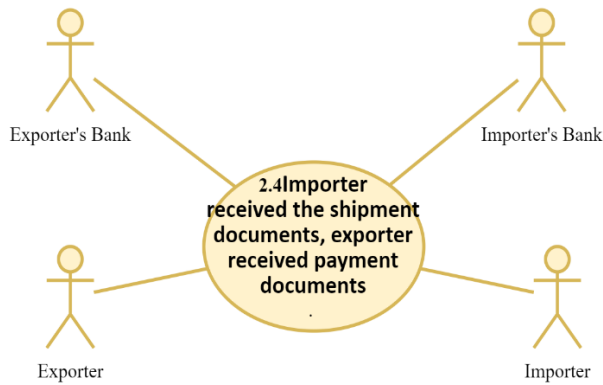 Exporter's Bank
Importer's Bank
2.4Importer
received the shipment
documents, exporter
received payment
documents
.
Exporter
Importer